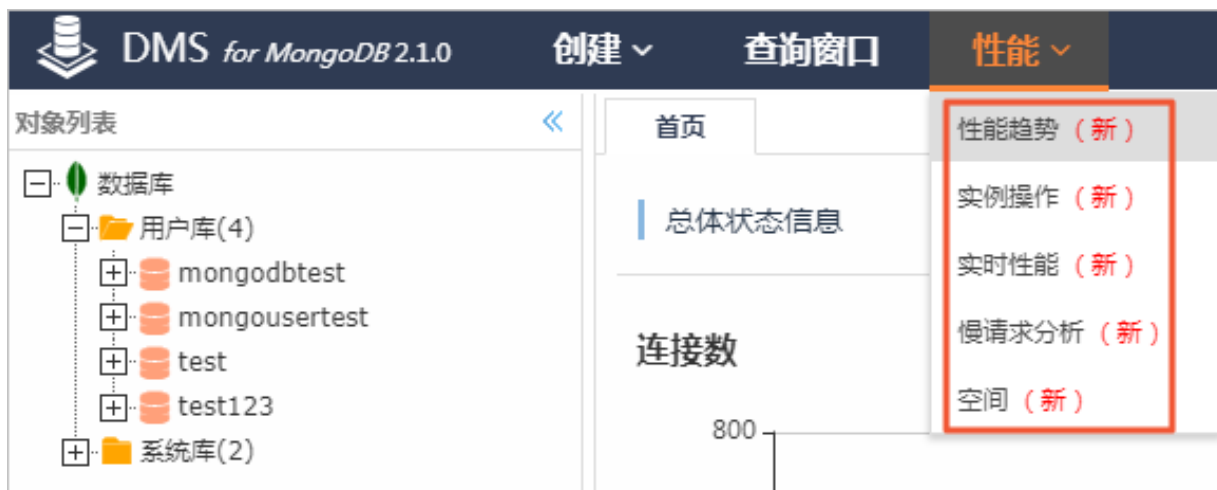 DMS for MongoDB 2.1.0 创建 查询窗口 性能
对象列表
数据库
用户库(4)
mongodbtest
mongousertest
test
test123
系统库(2)
首页
总体状态信息
连接数
800
性能趋势（新）
实例操作（新）
实时性能（新）
慢请求分析（新）
空间（新）